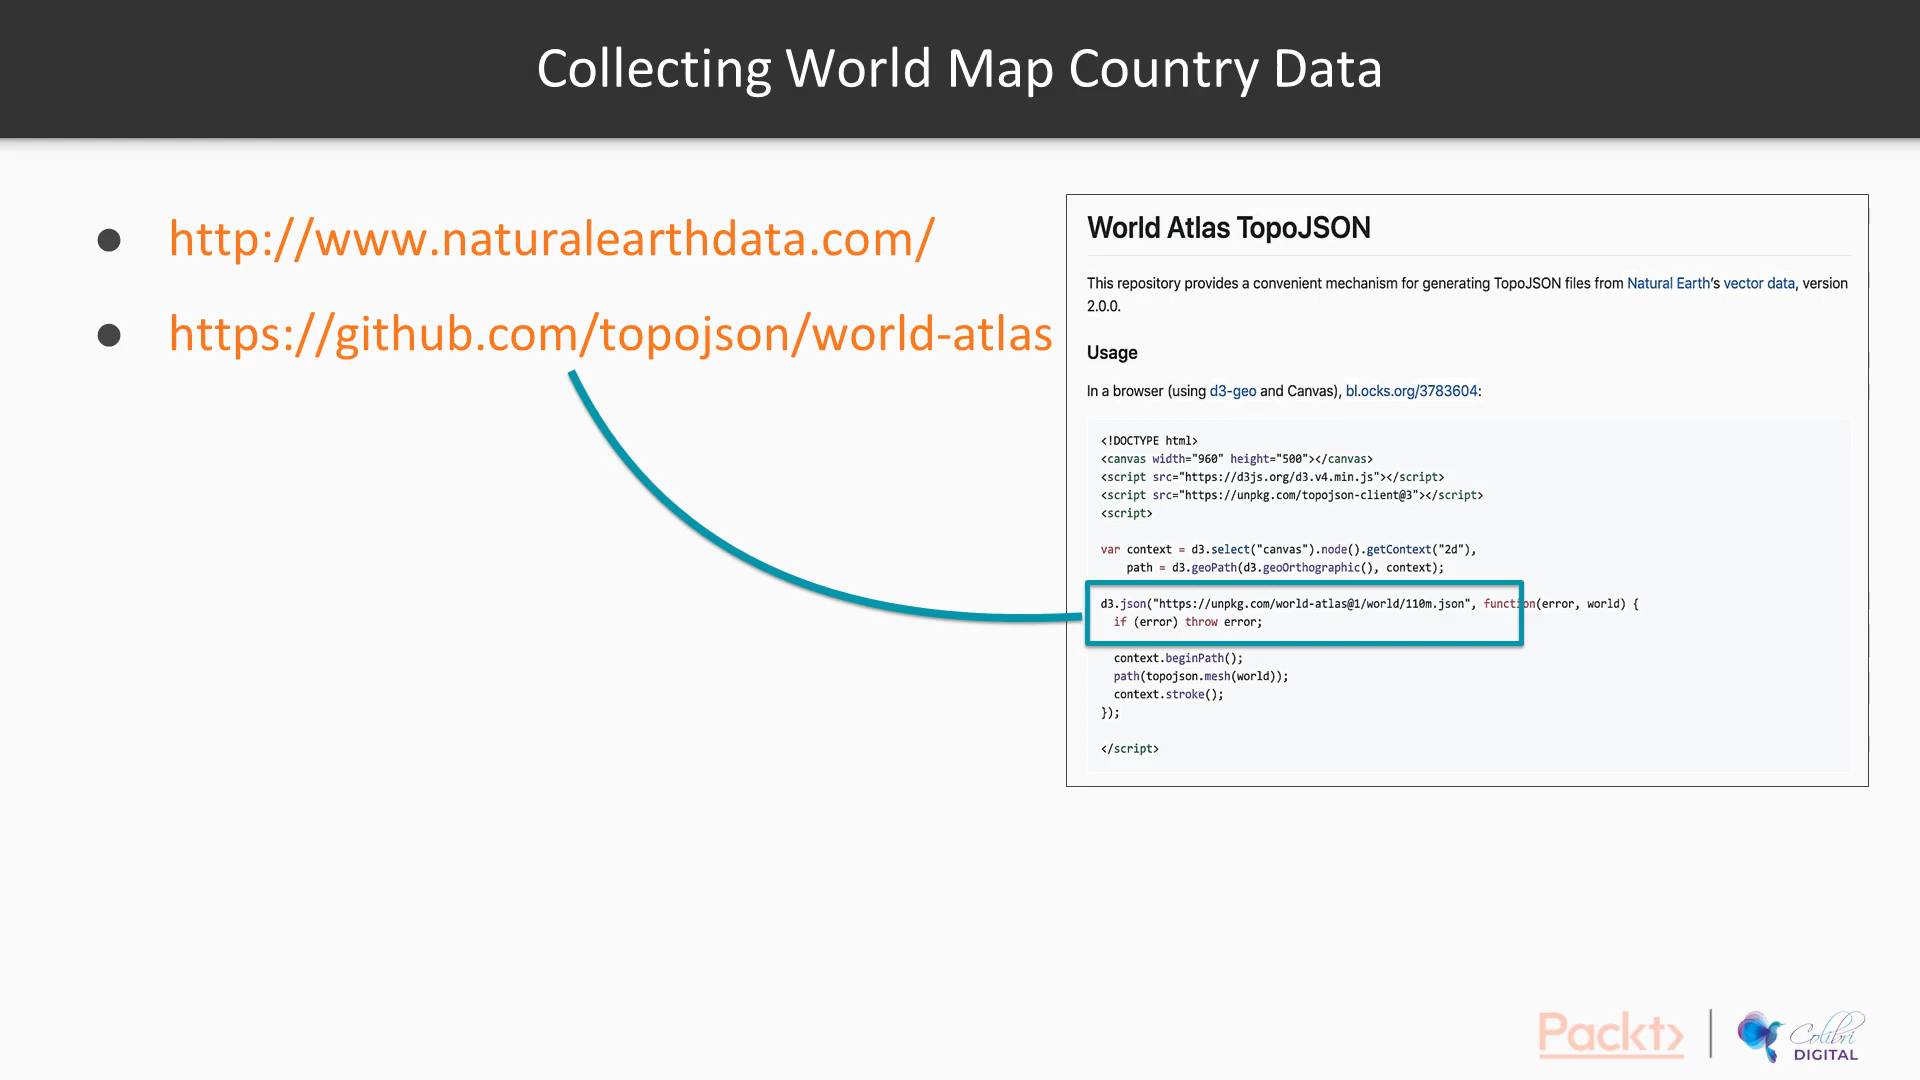 Collecting World Map Country Data
● http://www.naturalearthdata.com/
● https://github.com/topojson/world-atlas
World Atlas TopoJSON
This repository provides a convenient mechanism for generating TopoJSON files from Natural Earth's vector data, version
2.0.0.
Usage
In a browser (using d3-geo and Canvas), bl.ocks.org/3783604:
<!DOCTYPE html>
<canvas width="960" height="500"></canvas>
<script src="https://d3js.org/d3.v4.min.js"></script>
<script src="https://unpkg.com/topojson-client@3"></script>
<script>
var context = d3.select("canvas").node().getContext("2d"),
    path = d3.geoPath(d3.geoOrthographic(), context);
d3.json("https://unpkg.com/world-atlas@1/world/110m.json", function(error, world) {
  if (error) throw error;
  context.beginPath();
  path(topojson.mesh(world));
  context.stroke();
});
</script>
Packt>
Colibri
DIGITAL